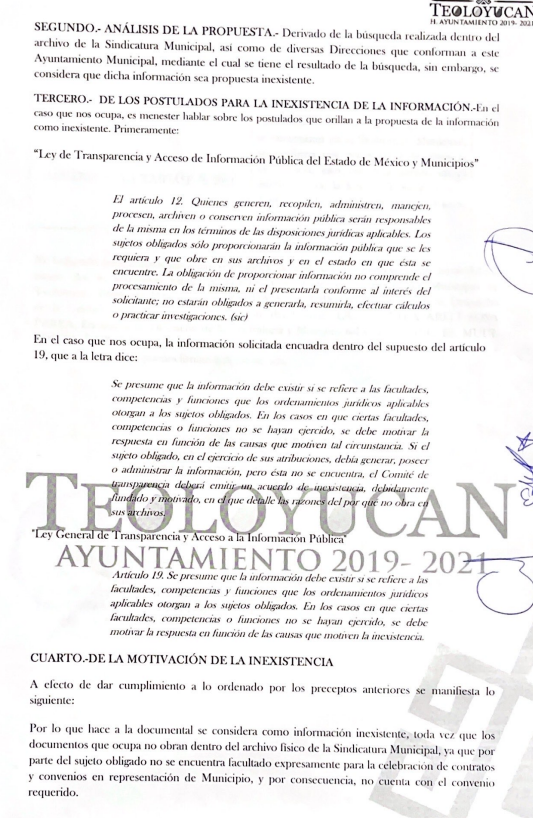 TEOLOYUCAN
H. AYUNTAMIENTO 2019- 2021
SEGUNDO.- ANÁLISIS DE LA PROPUESTA.- Derivado de la búsqueda realizada dentro del
archivo de la Sindicatura Municipal, así como de diversas Direcciones que conforman a este
Ayuntamiento Municipal, mediante el cual se tiene el resultado de la búsqueda, sin embargo, se
considera que dicha información sea propuesta inexistente.
TERCERO.- DE LOS POSTULADOS PARA LA INEXISTENCIA DE LA INFORMACIÓN.-En el
caso que nos ocupa, es menester hablar sobre los postulados que orillan a la propuesta de la información
como inexistente. Primeramente:
“Ley de Transparencia y Acceso de Información Pública del Estado de México y Municipios”
El artículo 12. Quienes generen, recopilen, administren, manejen,
procesen, archiven o conserven información pública serán responsables
de la misma en los términos de las disposiciones jurídicas aplicables. Los
sujetos obligados sólo proporcionarán la información pública que se les
requiera y que obre en sus archivos y en el estado en que ésta se
encuentre. La obligación de proporcionar información no comprende el
procesamiento de la misma, ni el presentarla conforme al interés del
solicitante; no estarán obligados a generarla, resumirla, efectuar cálculos
o practicar investigaciones. (sic)
En el caso que nos ocupa, la información solicitada encuadra dentro del supuesto del artículo
19, que a la letra dice:
Se presume que la información debe existir si se refiere a las facultades,
competencias y funciones que los ordenamientos jurídicos aplicables
otorgan a los sujetos obligados. En los casos en que ciertas facultades,
competencias o funciones no se hayan ejercido, se debe motivar la
respuesta en función de las causas que motiven tal circunstancia. Si el
sujeto obligado, en el ejercicio de sus atribuciones, debía generar, poseer
o administrar la información, pero ésta no se encuentra, el Comité de
transparencia deberá emitir un acuerdo de inexistencia, debidamente
fundado y motivado, en el que detalle las razones del por qué no obra en
sus archivos.
TEOLOYUCAN
"Ley General de Transparencia y Acceso a la Información Pública"
AYUNTAMIENTO 2019- 2021
Artículo 19. Se presume que la información debe existir si se refiere a las
facultades, competencias y funciones que los ordenamientos jurídicos
aplicables otorgan a los sujetos obligados. En los casos en que ciertas
facultades, competencias o funciones no se hayan ejercido, se debe
motivar la respuesta en función de las causas que motiven la inexistencia.
CUARTO.-DE LA MOTIVACIÓN DE LA INEXISTENCIA
A efecto de dar cumplimiento a lo ordenado por los preceptos anteriores se manifiesta lo
siguiente:
Por lo que hace a la documental se considera como información inexistente, toda vez que los
documentos que ocupa no obran dentro del archivo físico de la Sindicatura Municipal, ya que por
parte del sujeto obligado no se encuentra facultado expresamente para la celebración de contratos
y convenios en representación de Municipio, y por consecuencia, no cuenta con el convenio
requerido.